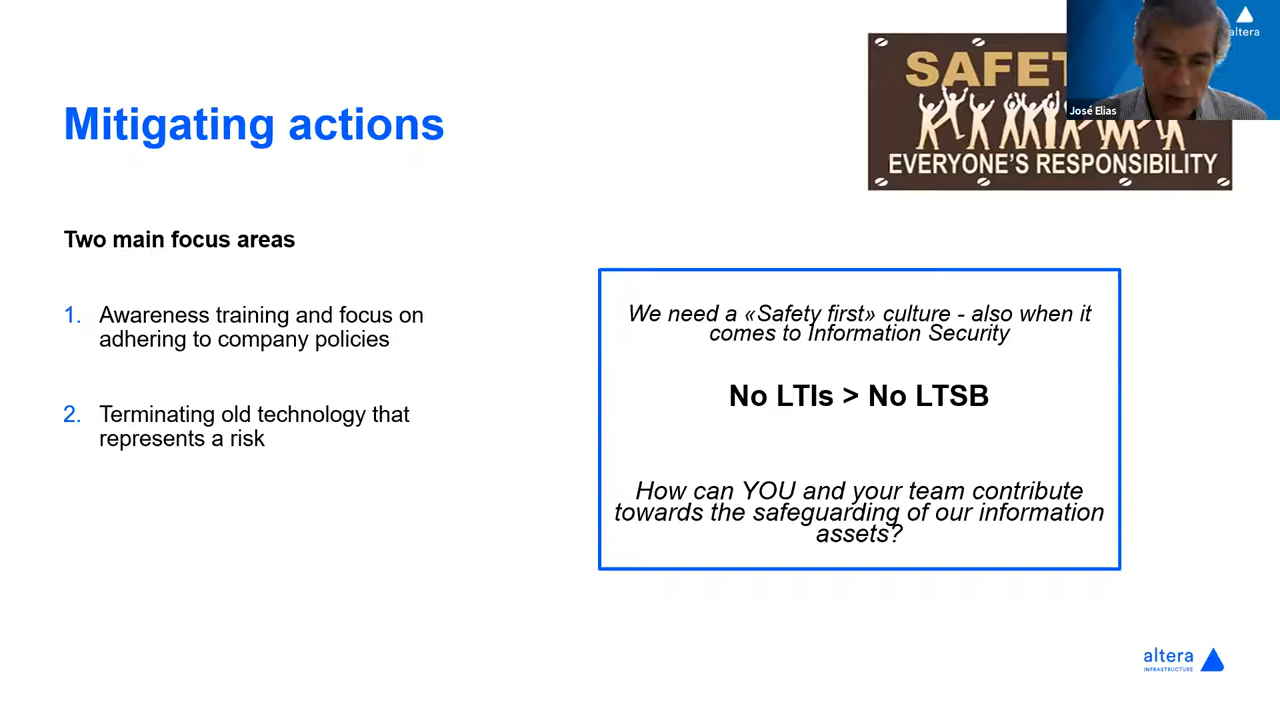 altera
SAFET
José Elias
EVERYONE'S RESPONSIBILITY
Mitigating actions
Two main focus areas
1. Awareness training and focus on
adhering to company policies
2. Terminating old technology that
represents a risk
We need a «Safety first» culture - also when it
comes to Information Security
No LTIs > No LTSB
How can YOU and your team contribute
towards the safeguarding of our information
assets?
altera
INFRASTRUCTURE